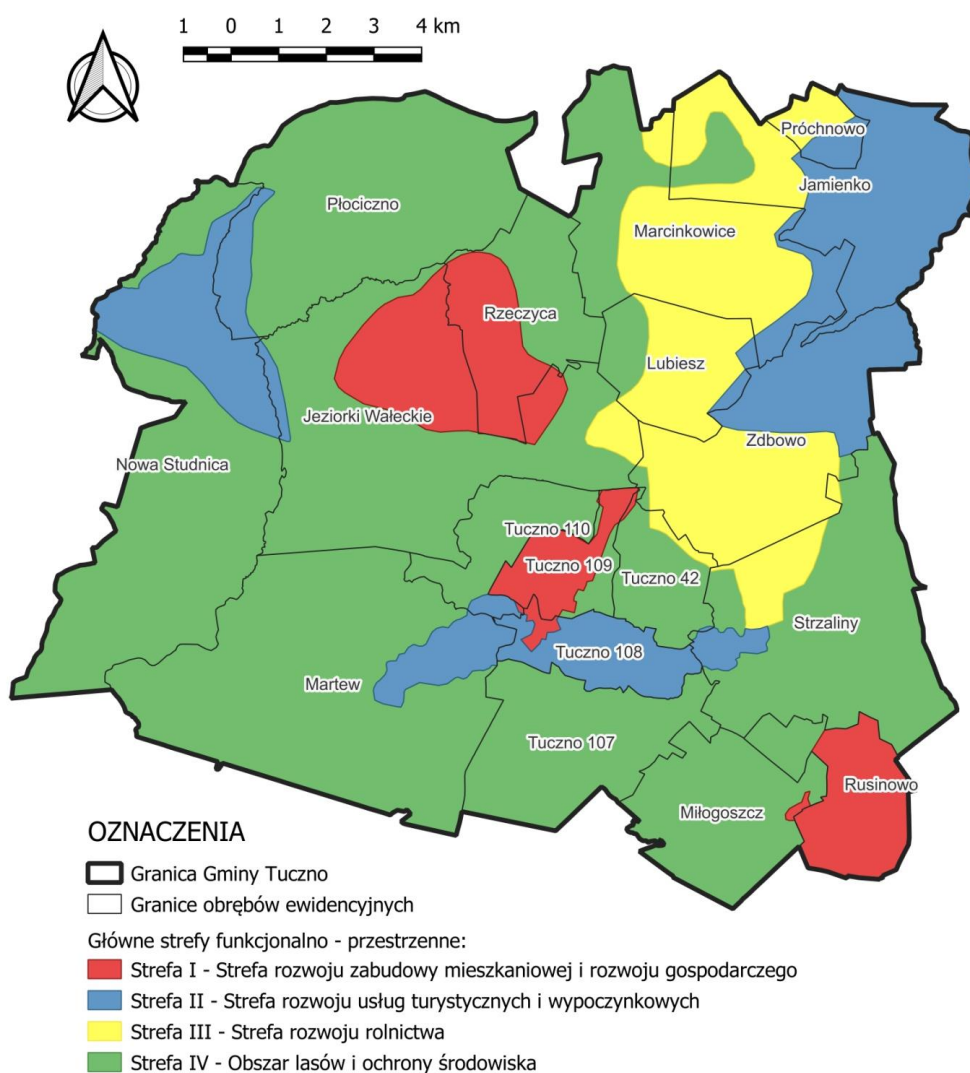 1 0 1 2 3 4 km
Próchnowo
Jamienko
Płociczno
Marcinkowice
Rzeczyca
Lubiesz
Jeziorki Wałeckie
Zdbowo
Nowa Studnica
Tuczno 110
Tuczno 109
Tuczno 42
Strzaliny
Tuczno 108
Martew
Tuczno 107
Rusinowo
Miłogoszcz
OZNACZENIA
Granica Gminy Tuczno
Granice obrębów ewidencyjnych
Główne strefy funkcjonalno - przestrzenne:
Strefa I - Strefa rozwoju zabudowy mieszkaniowej i rozwoju gospodarczego
Strefa II - Strefa rozwoju usług turystycznych i wypoczynkowych
Strefa III - Strefa rozwoju rolnictwa
Strefa IV - Obszar lasów i ochrony środowiska